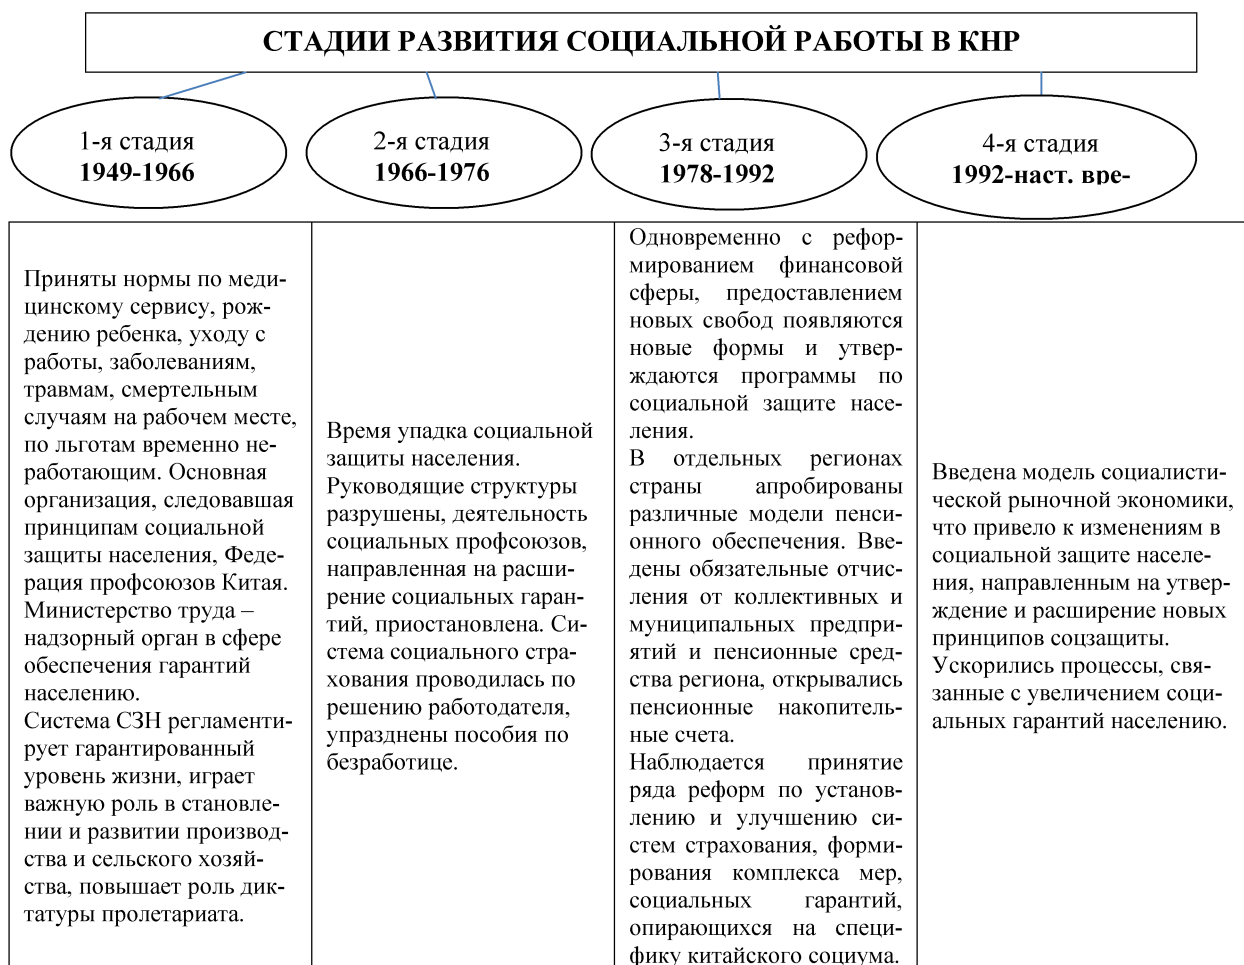 СТАДИИ РАЗВИТИЯ СОЦИАЛЬНОЙ РАБОТЫ В КНР
1-я стадия
1949-1966
2-я стадия
1966-1976
3-я стадия
1978-1992
4-я стадия
1992-наст. вре-
Приняты нормы по меди-
цинскому сервису, рож-
дению ребенка, уходу с
работы, заболеваниям,
травмам, смертельным
случаям на рабочем месте,
по льготам временно не-
работающим. Основная
организация, следовавшая
принципам социальной
защиты населения, Феде-
рация профсоюзов Китая.
Министерство труда –
надзорный орган в сфере
обеспечения гарантий
населению.
Система СЗН регламенти-
рует гарантированный
уровень жизни, играет
важную роль в становле-
нии и развитии производ-
ства и сельского хозяй-
ства, повышает роль дик-
татуры пролетариата.
Время упадка социальной
защиты населения.
Руководящие структуры
разрушены, деятельность
социальных профсоюзов,
направленная на расши-
рение социальных гаран-
тий, приостановлена. Си-
стема социального стра-
хования проводилась по
решению работодателя,
упразднены пособия по
безработице.
Одновременно с рефор-
мированием финансовой
сферы, предоставлением
новых свобод появляются
новые формы и утвер-
ждаются программы по
социальной защите насе-
ления.
В отдельных регионах
страны апробированы
различные модели пенси-
онного обеспечения. Вве-
дены обязательные отчис-
ления от коллективных и
муниципальных предпри-
ятий и пенсионные сред-
ства региона, открывались
пенсионные накопитель-
ные счета.
Наблюдается принятие
ряда реформ по установ-
лению и улучшению си-
стем страхования, форми-
рования комплекса мер,
социальных гарантий,
опирающихся на специ-
фику китайского социума.
Введена модель социалисти-
ческой рыночной экономики,
что привело к изменениям в
социальной защите населе-
ния, направленным на утвер-
ждение и расширение новых
принципов соцзащиты.
Ускорились процессы, свя-
занные с увеличением соци-
альных гарантий населению.